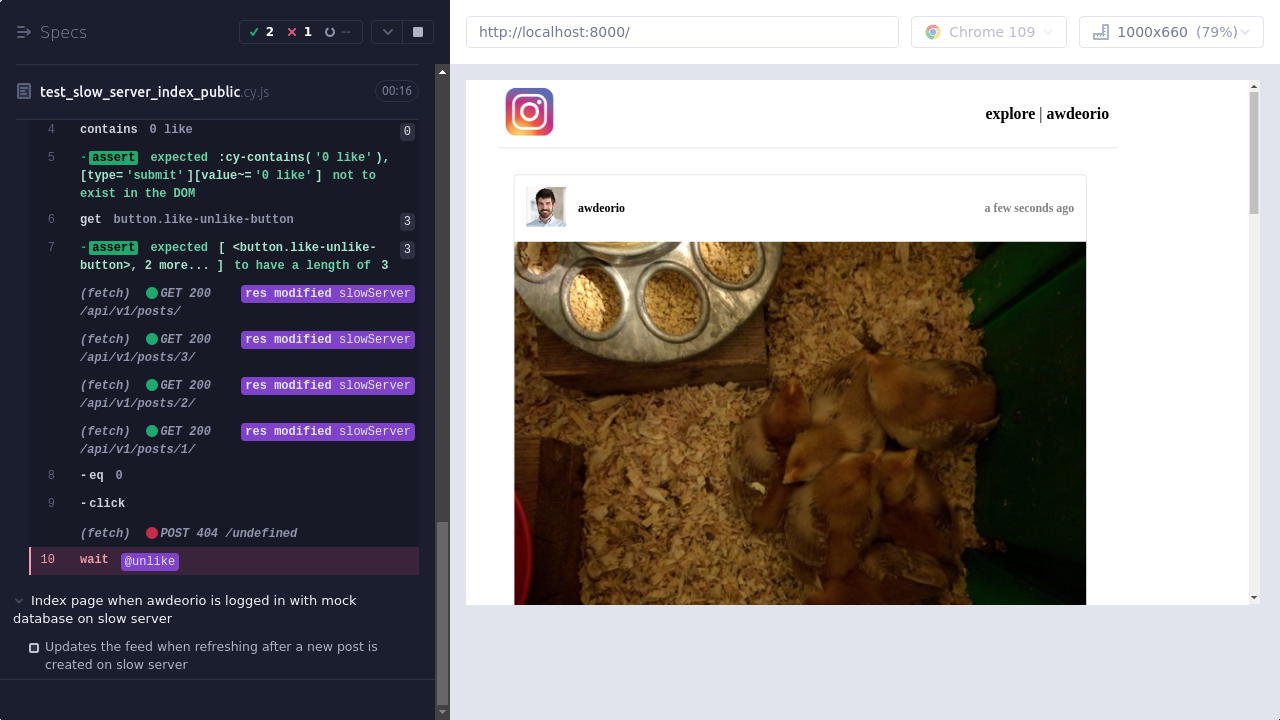 Specs
2
1
--
http://localhost:8000/
Chrome 109
1000x660 (79%)
test_slow_server_index_public.cy.js
00:16
4 contains 0 like 0
5 -assert expected :cy-contains('0 like'),
[type='submit'][value~='0 like'] not to
exist in the DOM
6 get button.like-unlike-button 3
7 -assert expected [ <button.like-unlike- 3
button>, 2 more... ] to have a length of 3
(fetch) GET 200 res modified slowServer
/api/v1/posts/
(fetch) GET 200 res modified slowServer
/api/v1/posts/3/
(fetch) GET 200 res modified slowServer
/api/v1/posts/2/
(fetch) GET 200 res modified slowServer
/api/v1/posts/1/
8 -eq 0
9 -click
(fetch) POST 404 /undefined
10 wait @unlike
Index page when awdeorio is logged in with mock
database on slow server
Updates the feed when refreshing after a new post is
created on slow server
explore | awdeorio
awdeorio
a few seconds ago